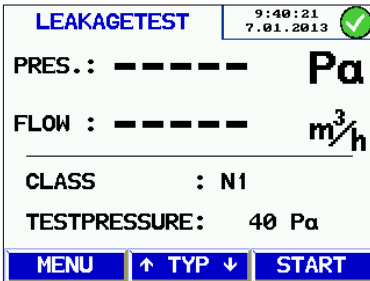 LEAKAGETEST 9:40:21
7.01.2013
PRES.: ----- Pa
FLOW : ----- m³/h
CLASS : N1
TESTPRESSURE: 40 Pa
MENU ↑ TYP ↓ START